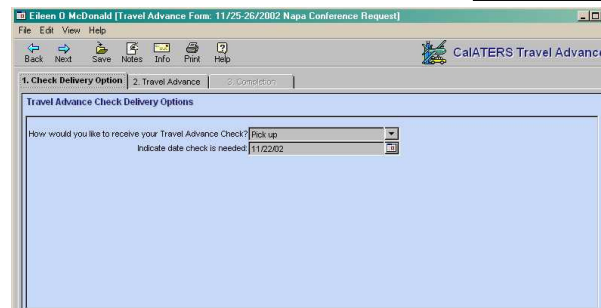 Eileen O McDonald [Travel Advance Form: 11/25-26/2002 Napa Conference Request]
File Edit View Help
Back Next Save Notes Info Print Help
CalATERS Travel Advanc
1. Check Delivery Option 2. Travel Advance 3. Completion
Travel Advance Check Delivery Options
How would you like to receive your Travel Advance Check? Pick up
Indicate date check is needed: 11/22/02